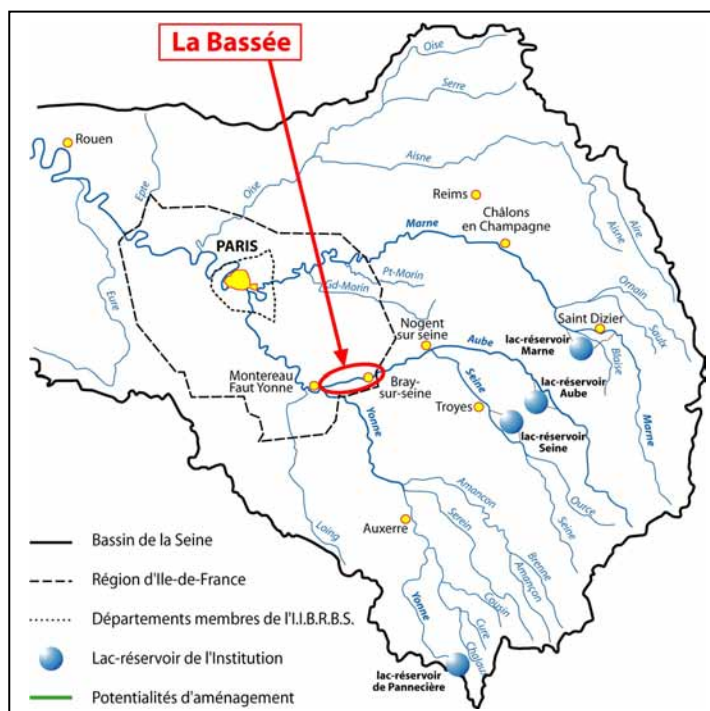 La Bassée
Oise
Serre
Rouen
Aisne
Epte
Oise
Reims
Aire
Aisne
Châlons
en Champagne
PARIS
Marne
Eure
Pt-Morin
Gd-Morin
Ornain
Saulx
Nogent
sur seine
Aube
Saint Dizier
lac-réservoir
Marne
Blaise
Montereau
Faut Yonne
Bray-
sur-seine
Seine
lac-réservoir
Aube
Troyes
Yonne
lac-réservoir
Seine
Marne
Loing
Amançon
Ource
Seine
Serein
Auxerre
Brenne
Amançon
Cousin
Yonne
Cure
Chalaux
lac-réservoir
de Pannecière
Bassin de la Seine
Région d'Ile-de-France
Départements membres de l'I.I.B.R.B.S.
Lac-réservoir de l'Institution
Potentialités d'aménagement